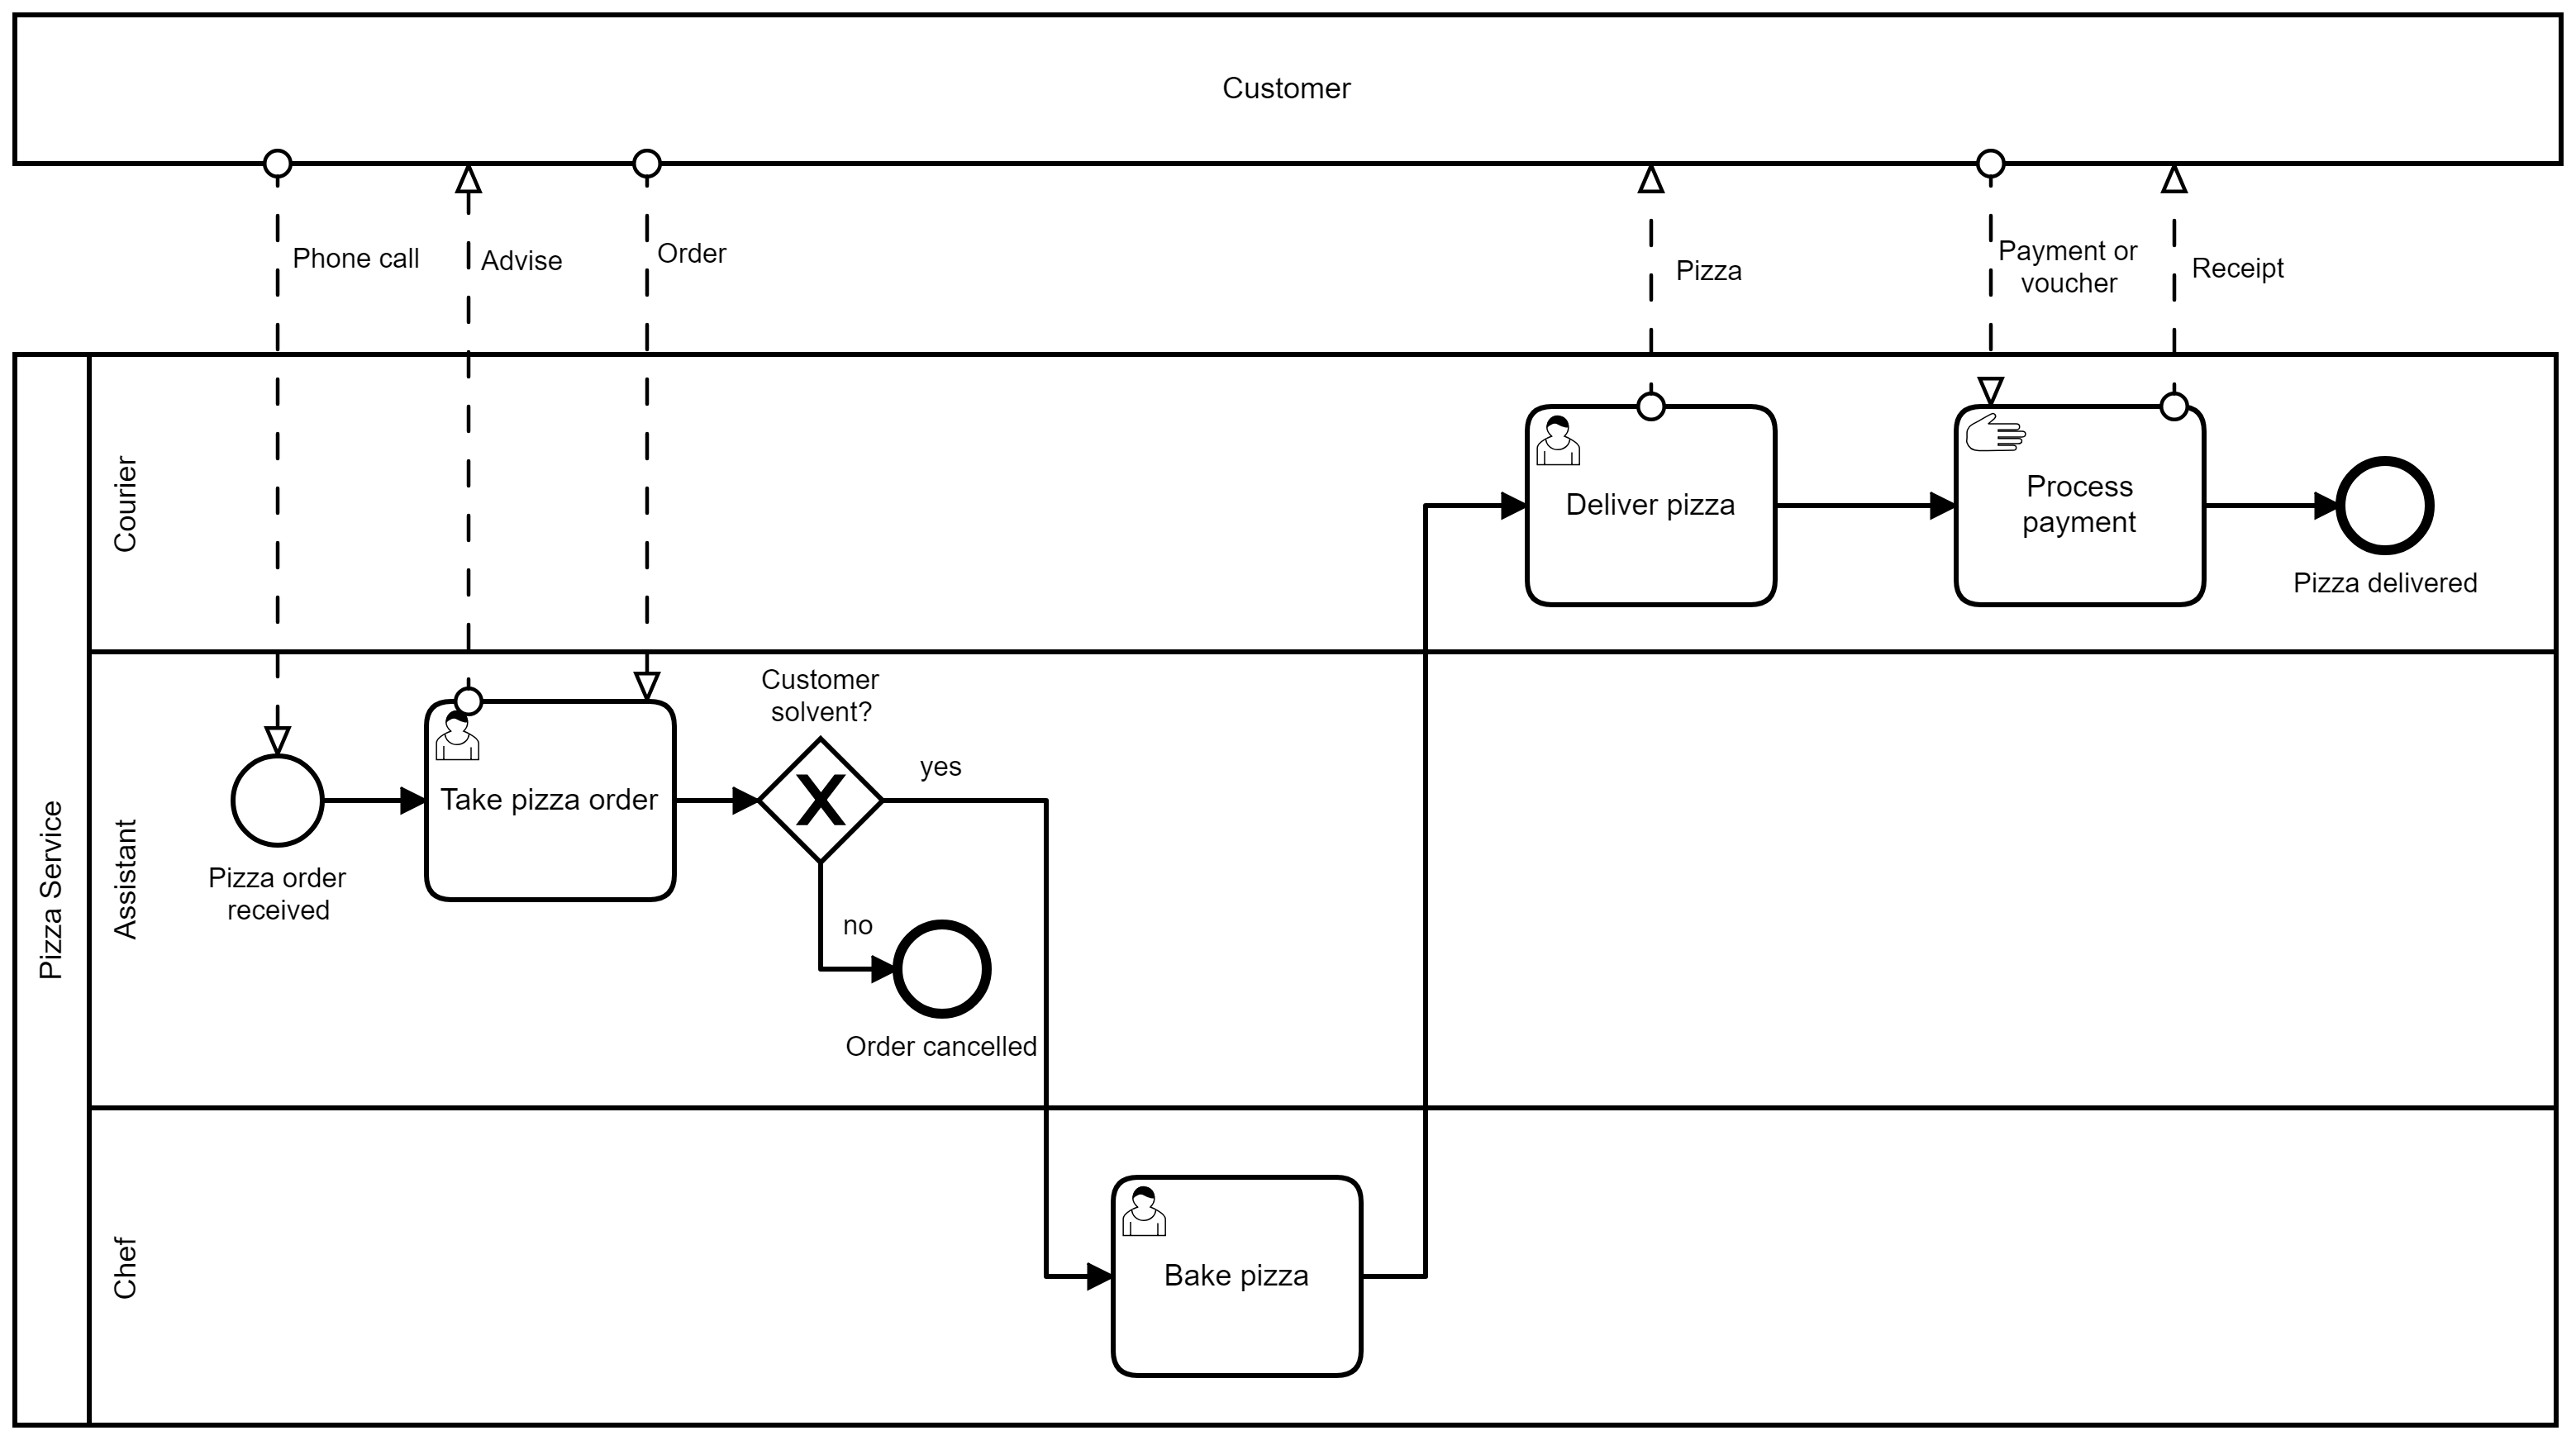 Customer
Phone call
Advise
Order
Pizza
Payment or
voucher
Receipt
Pizza Service
Courier
Deliver pizza
Process
payment
Pizza delivered
Assistant
Pizza order
received
Take pizza order
Customer
solvent?
yes
no
Order cancelled
Chef
Bake pizza